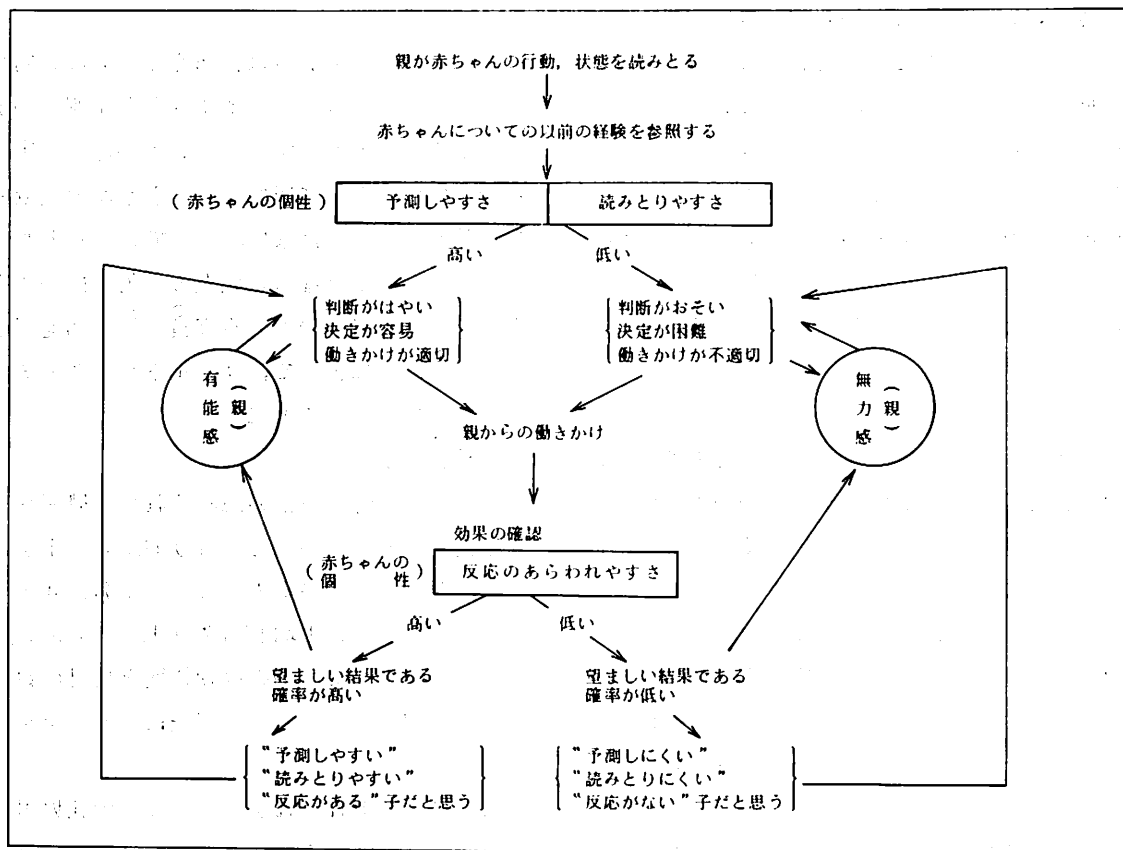 親が赤ちゃんの行動，状態を読みとる
赤ちゃんについての以前の経験を参照する
（赤ちゃんの個性）
予測しやすさ
読みとりやすさ
高い
低い
判断がはやい
決定が容易
働きかけが適切
判断がおそい
決定が困難
働きかけが不適切
有能感
（親）
無力感
（親）
親からの働きかけ
効果の確認
（赤ちゃんの
個性）
反応のあらわれやすさ
高い
低い
望ましい結果である
確率が高い
望ましい結果である
確率が低い
“予測しやすい”
“読みとりやすい”
“反応がある”子だと思う
“予測しにくい”
“読みとりにくい”
“反応がない”子だと思う